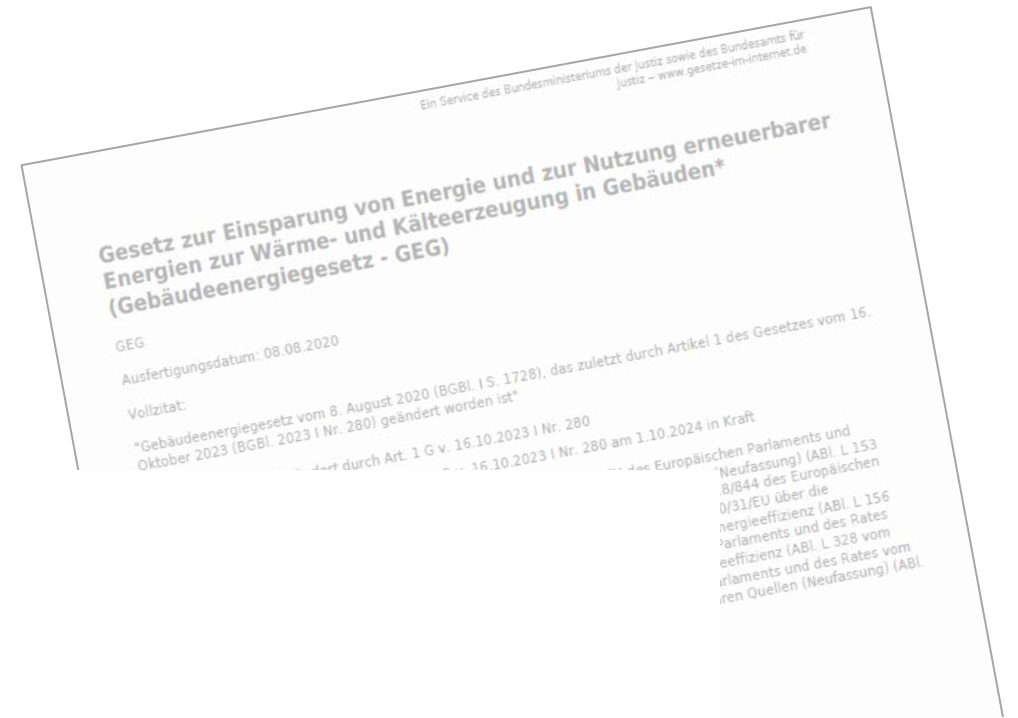 Ein Service des Bundesministeriums der Justiz sowie des Bundesamts für
Justiz – www.gesetze-im-internet.de
Gesetz zur Einsparung von Energie und zur Nutzung erneuerbarer
Energien zur Wärme- und Kälteerzeugung in Gebäuden*
(Gebäudeenergiegesetz - GEG)
GEG
Ausfertigungsdatum: 08.08.2020
Vollzitat:
"Gebäudeenergiegesetz vom 8. August 2020 (BGBl. I S. 1728), das zuletzt durch Artikel 1 des Gesetzes vom 16.
Oktober 2023 (BGBl. 2023 I Nr. 280) geändert worden ist"
durch Art. 1 G v. 16.10.2023 I Nr. 280
v. 16.10.2023 I Nr. 280 am 1.10.2024 in Kraft
des Europäischen Parlaments und
(Neufassung) (ABl. L 153
8/844 des Europäischen
0/31/EU über die
(ABl. L 156
Parlaments und des Rates
(ABl. L 328 vom
und des Rates vom
Quellen (Neufassung) (ABl.